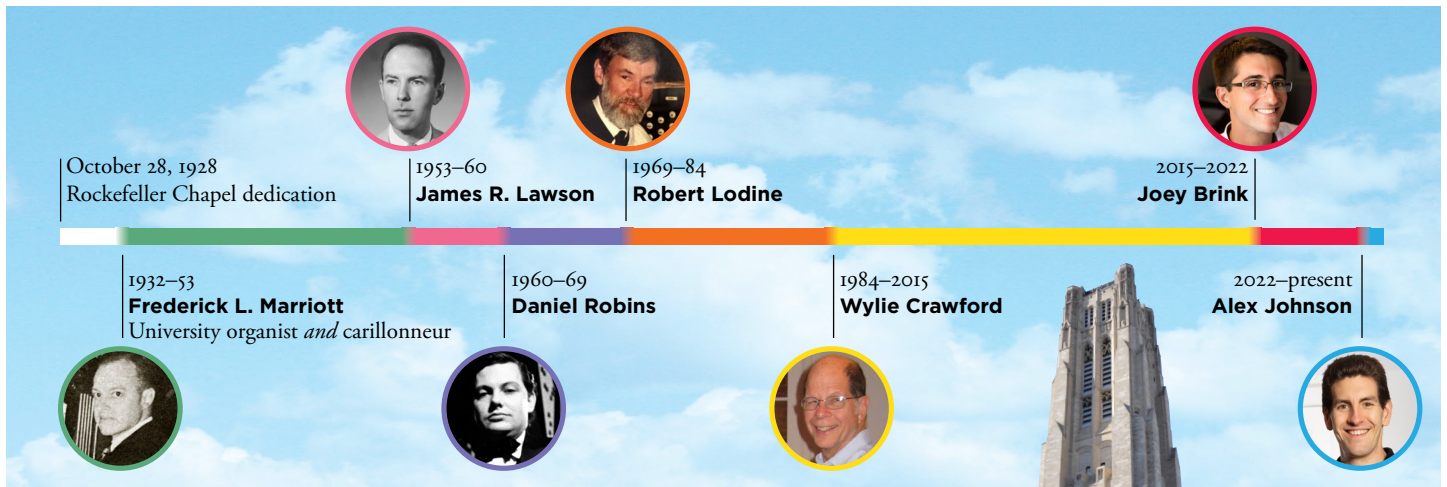 October 28, 1928
Rockefeller Chapel dedication
1953–60
James R. Lawson
1969–84
Robert Lodine
2015–2022
Joey Brink
1932–53
Frederick L. Marriott
University organist and carillonneur
1960–69
Daniel Robins
1984–2015
Wylie Crawford
2022–present
Alex Johnson